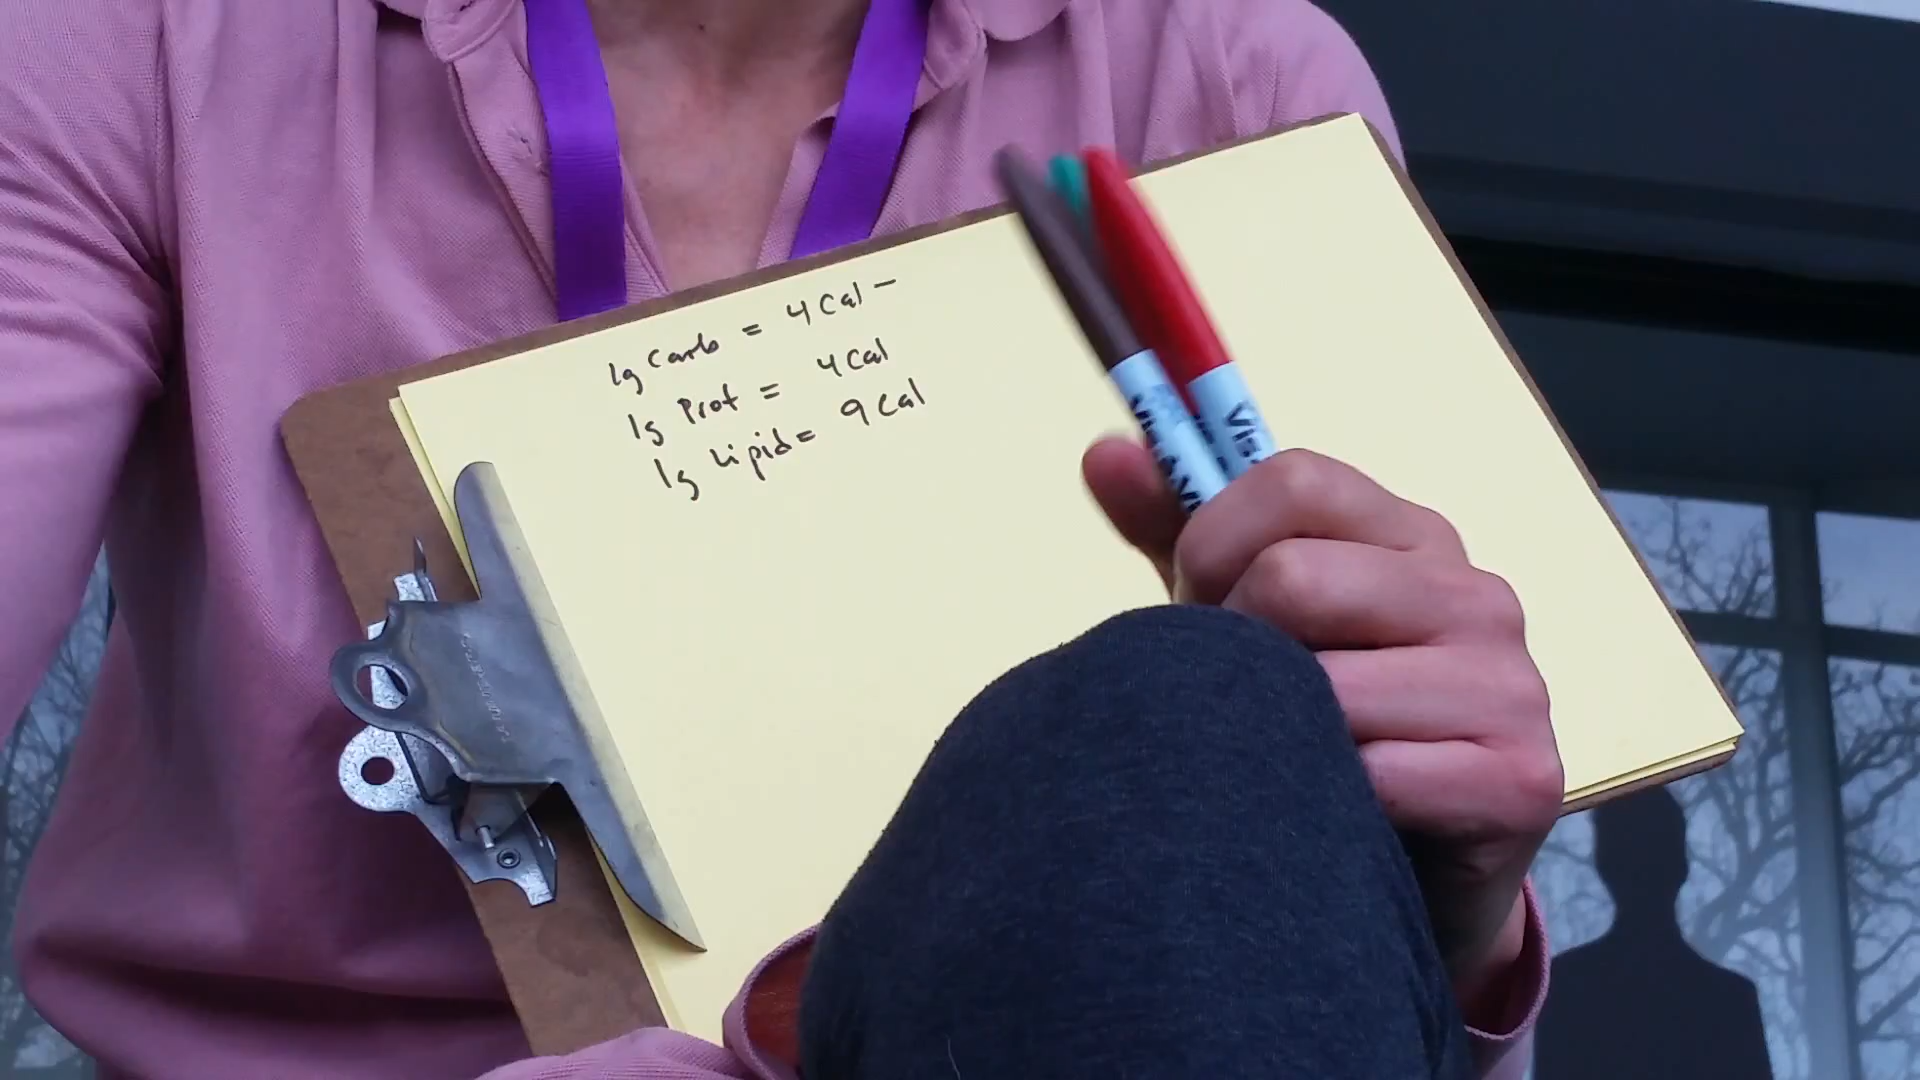 1g Carb = 4 Cal -
1g Prot = 4 Cal
1g Lipid = 9 Cal